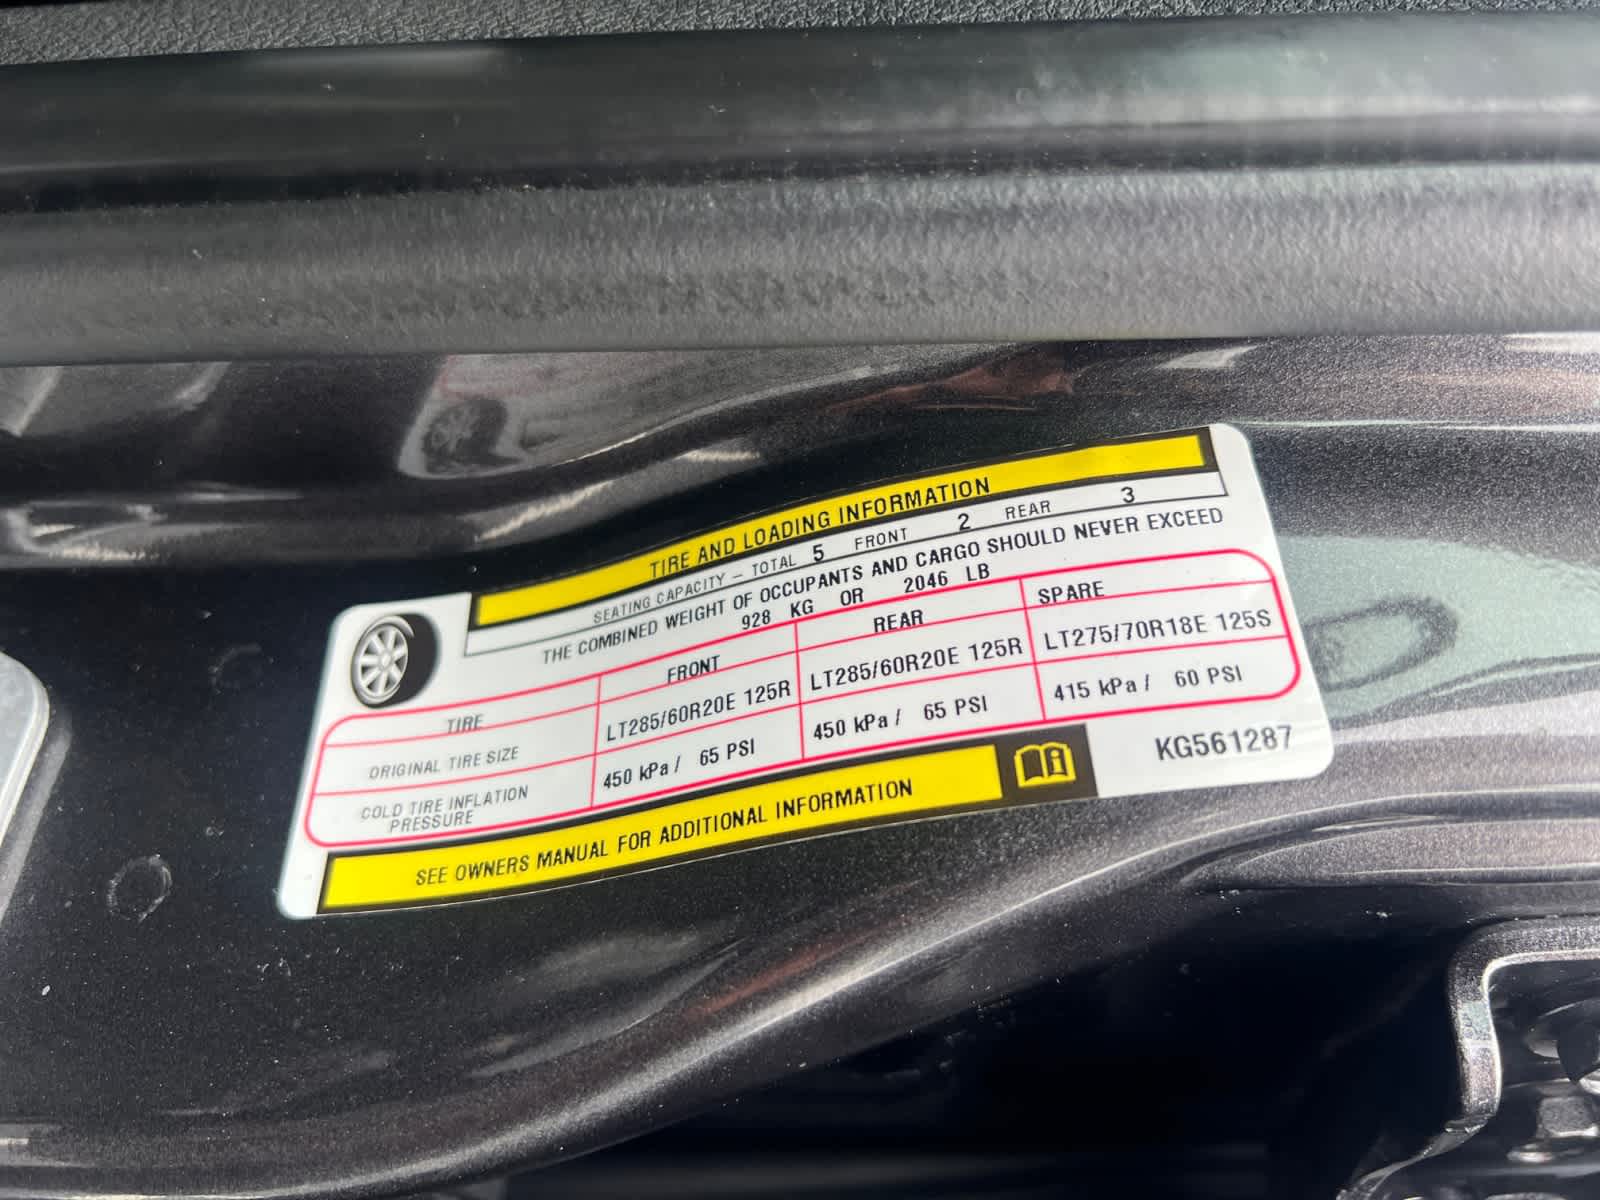 TIRE AND LOADING INFORMATION
SEATING CAPACITY – TOTAL 5 FRONT 2 REAR 3
THE COMBINED WEIGHT OF OCCUPANTS AND CARGO SHOULD NEVER EXCEED
928 KG OR 2046 LB
TIRE FRONT REAR SPARE
ORIGINAL TIRE SIZE LT285/60R20E 125R LT285/60R20E 125R LT275/70R18E 125S
COLD TIRE INFLATION PRESSURE 450 kPa / 65 PSI 450 kPa / 65 PSI 415 kPa / 60 PSI
SEE OWNERS MANUAL FOR ADDITIONAL INFORMATION
KG561287